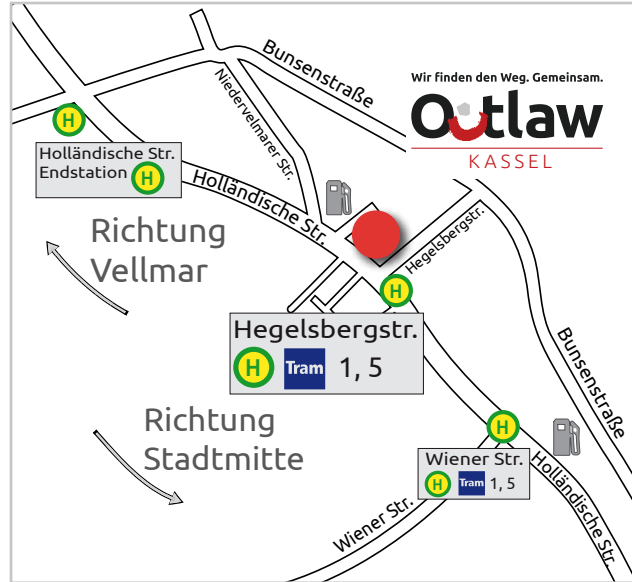 Bunsenstraße
Wir finden den Weg. Gemeinsam.
Outlaw
KASSEL
Niedervelmarer Str.
H
Holländische Str.
Endstation H
Holländische Str.
Hegelsbergstr.
Richtung
Vellmar
H
Hegelsbergstr.
H Tram 1, 5
Bunsenstraße
Richtung
Stadtmitte
H
Wiener Str.
H Tram 1, 5
Holländische Str.
Wiener Str.